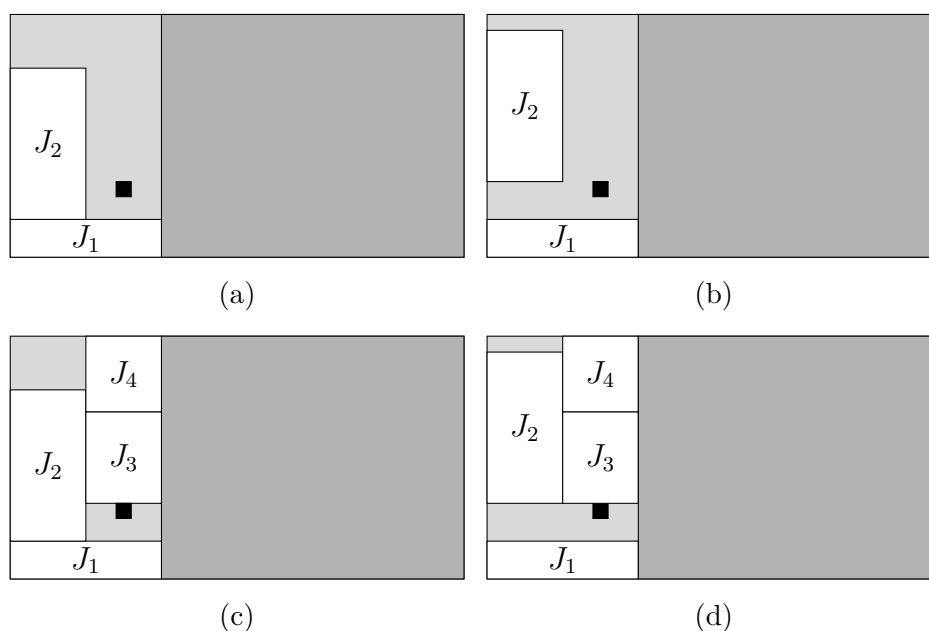 J₂ J₂
J₁ J₁
(a) (b)
J₄ J₄
J₂ J₃ J₂ J₃
J₁ J₁
(c) (d)